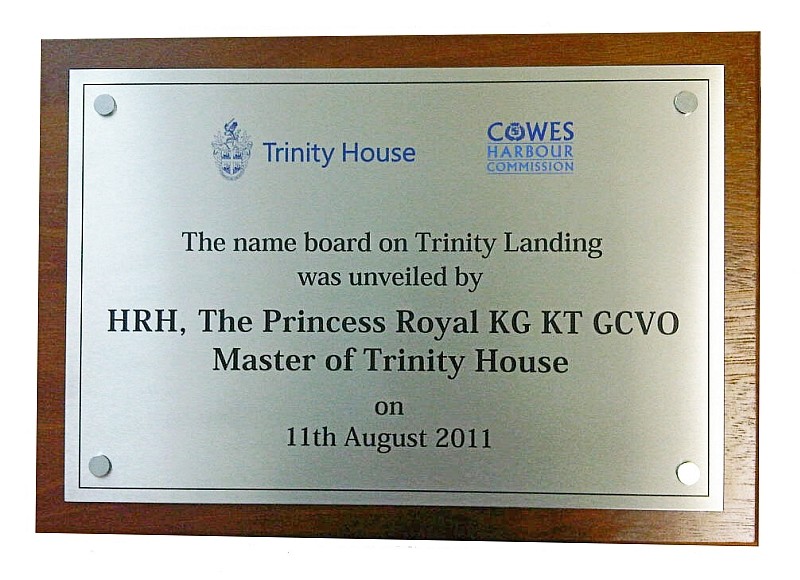 Trinity House
COWES
HARBOUR
COMMISSION
The name board on Trinity Landing
was unveiled by
HRH, The Princess Royal KG KT GCVO
Master of Trinity House
on
11th August 2011